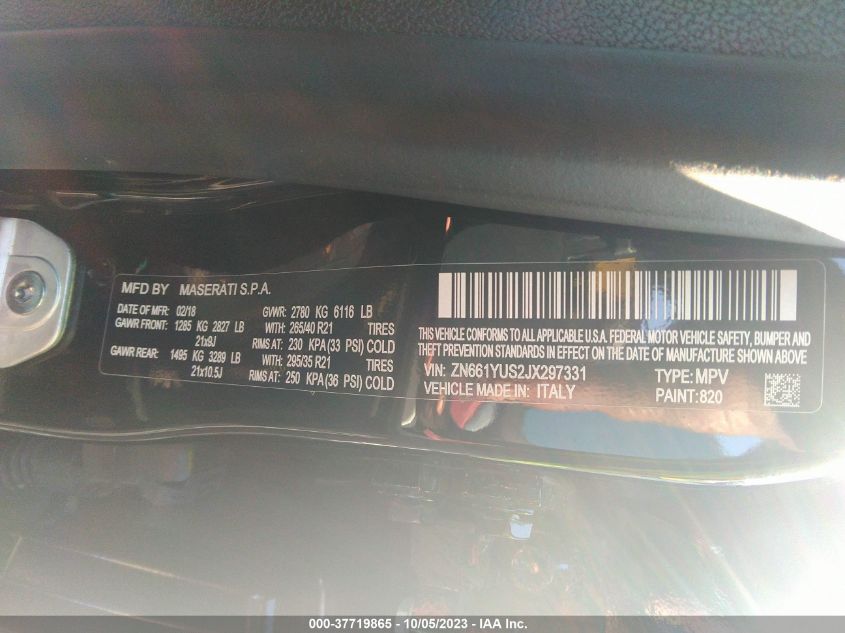 MFD BY MASERATI S.P.A.
DATE OF MFR: 02/18 GVWR: 2780 KG 6116 LB
GAWR FRONT: 1285 KG 2827 LB WITH: 265/40 R21 TIRES
21x9J RIMS AT: 230 KPA (33 PSI) COLD
GAWR REAR: 1495 KG 3289 LB WITH: 295/35 R21 TIRES
21x10.5J RIMS AT: 250 KPA (36 PSI) COLD
THIS VEHICLE CONFORMS TO ALL APPLICABLE U.S.A. FEDERAL MOTOR VEHICLE SAFETY, BUMPER AND
THEFT PREVENTION STANDARDS IN EFFECT ON THE DATE OF MANUFACTURE SHOWN ABOVE
VIN: ZN661YUS2JX297331 TYPE: MPV
VEHICLE MADE IN: ITALY PAINT:820
000-37719865 - 10/05/2023 - IAA Inc.